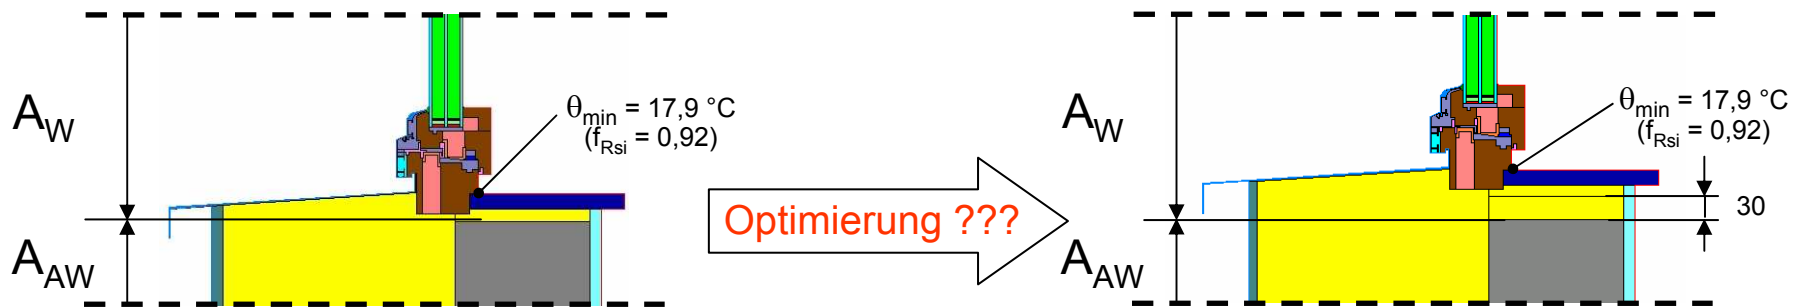 A_W
θ_min = 17,9 °C
(f_Rsi = 0,92)
A_AW
Optimierung ???
A_W
θ_min = 17,9 °C
(f_Rsi = 0,92)
30
A_AW